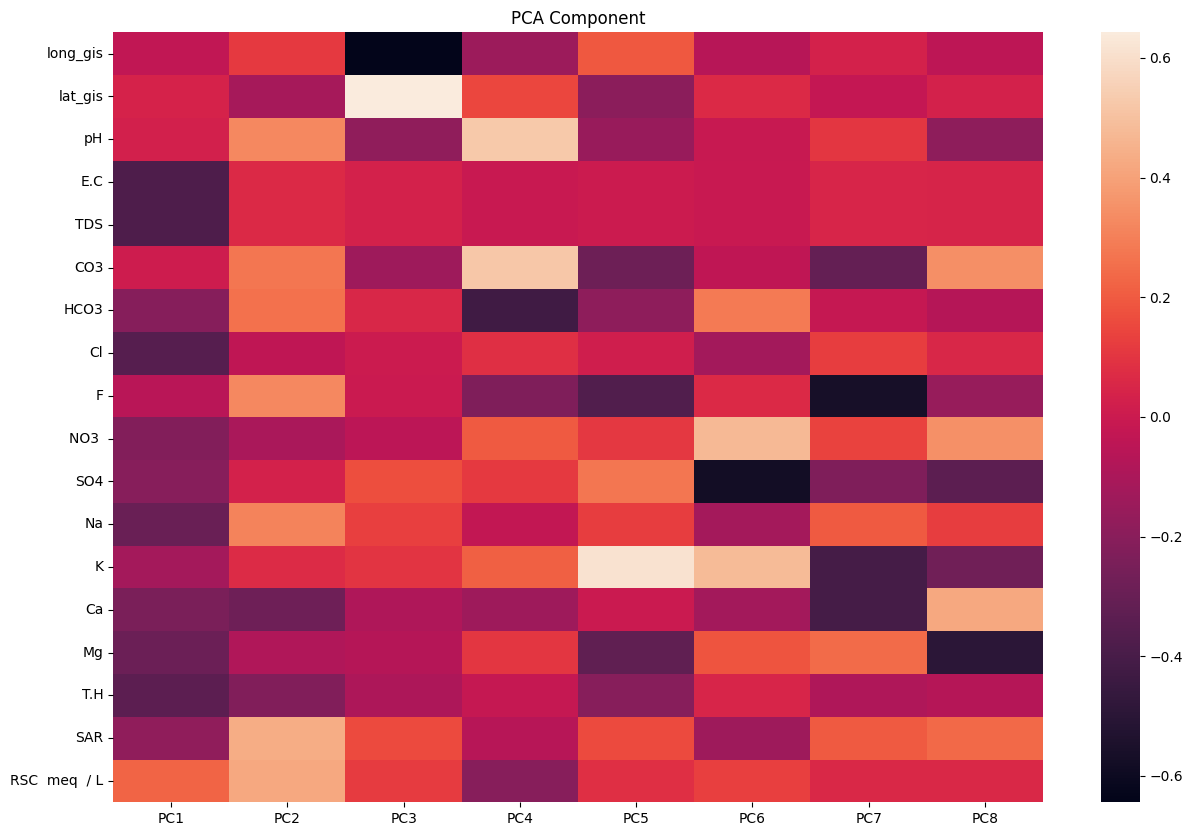 PCA Component
long_gis
lat_gis
pH
E.C
TDS
CO3
HCO3
Cl
F
NO3
SO4
Na
K
Ca
Mg
T.H
SAR
RSC  meq  / L
PC1 PC2 PC3 PC4 PC5 PC6 PC7 PC8
0.6
0.4
0.2
0.0
−0.2
−0.4
−0.6